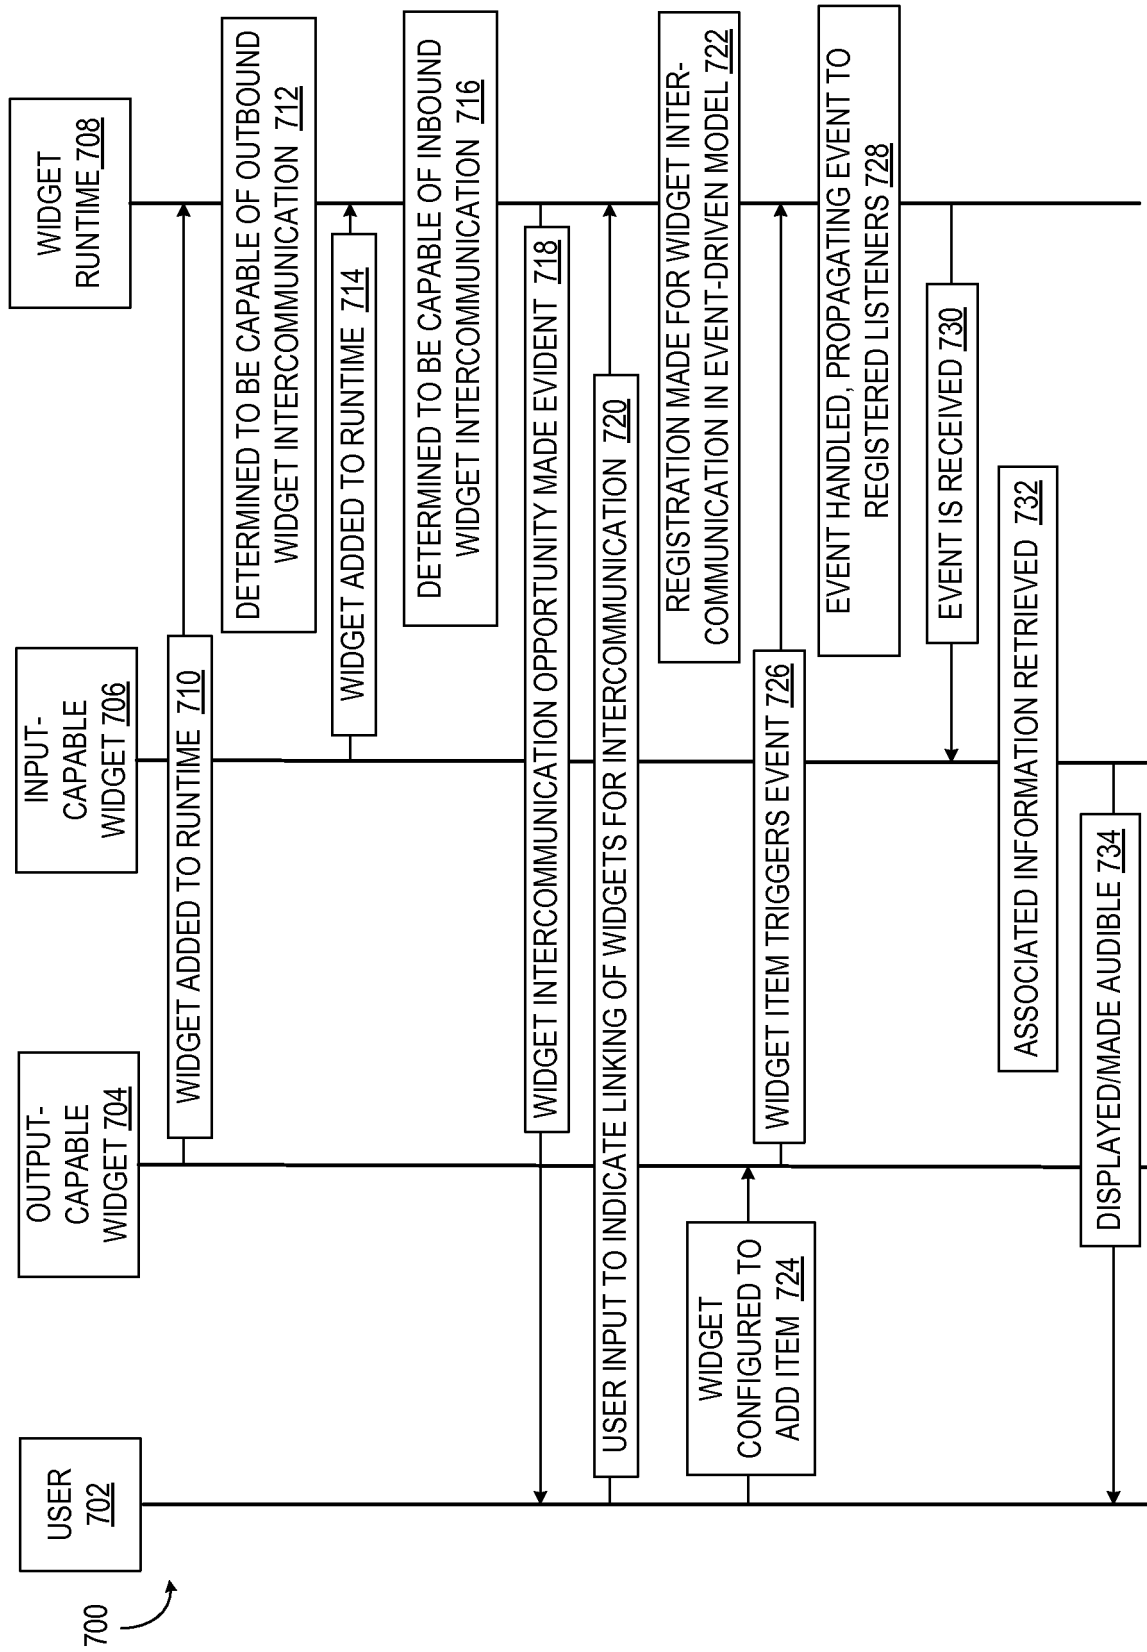 700
USER
702
OUTPUT-
CAPABLE
WIDGET 704
INPUT-
CAPABLE
WIDGET 706
WIDGET
RUNTIME 708
WIDGET ADDED TO RUNTIME 710
DETERMINED TO BE CAPABLE OF OUTBOUND
WIDGET INTERCOMMUNICATION 712
WIDGET ADDED TO RUNTIME 714
DETERMINED TO BE CAPABLE OF INBOUND
WIDGET INTERCOMMUNICATION 716
WIDGET INTERCOMMUNICATION OPPORTUNITY MADE EVIDENT 718
USER INPUT TO INDICATE LINKING OF WIDGETS FOR INTERCOMMUNICATION 720
REGISTRATION MADE FOR WIDGET INTER-
COMMUNICATION IN EVENT-DRIVEN MODEL 722
WIDGET
CONFIGURED TO
ADD ITEM 724
WIDGET ITEM TRIGGERS EVENT 726
EVENT HANDLED, PROPAGATING EVENT TO
REGISTERED LISTENERS 728
EVENT IS RECEIVED 730
ASSOCIATED INFORMATION RETRIEVED 732
DISPLAYED/MADE AUDIBLE 734